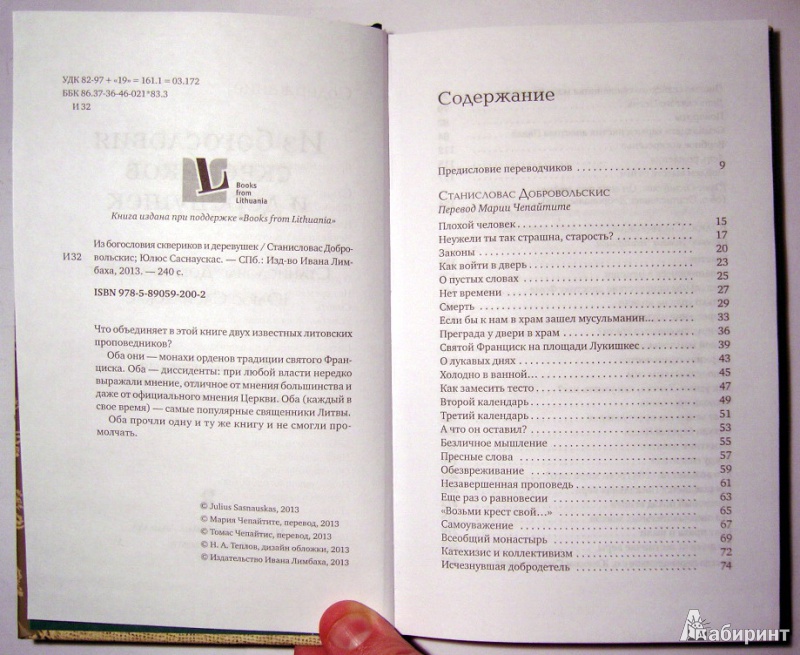 УДК 82-97 + «19» = 161.1 = 03.172
ББК 86.37-36-46-021*83.3
И 32
L
Books
from
Lithuania
Книга издана при поддержке «Books from Lithuania»
Из богословия сквериков и деревушек / Станисловас Добро-
И32 вольскис; Юлюс Саснаускас. — СПб.: Изд-во Ивана Лим-
баха, 2013. — 240 с.
ISBN 978-5-89059-200-2
Что объединяет в этой книге двух известных литовских
проповедников?
Оба они — монахи орденов традиции святого Фран-
циска. Оба — диссиденты: при любой власти нередко
выражали мнение, отличное от мнения большинства и
даже от официального мнения Церкви. Оба (каждый в
свое время) — самые популярные священники Литвы.
Оба прочли одну и ту же книгу и не смогли про-
молчать.
© Julius Sasnauskas, 2013
© Мария Чепайтите, перевод, 2013
© Томас Чепайтис, перевод, 2013
© Н. А. Теплов, дизайн обложки, 2013
© Издательство Ивана Лимбаха, 2013
Содержание
Предисловие переводчиков 9
Станисловас Добровольскис
Перевод Марии Чепайтите
Плохой человек 15
Неужели ты так страшна, старость? 17
Законы 20
Как войти в дверь 23
О пустых словах 25
Нет времени 27
Смерть 29
Если бы к нам в храм зашел мусульманин... 33
Преграда у двери в храм 36
Святой Франциск на площади Лукишкес 39
О лукавых днях 43
Холодно в ванной... 45
Как замесить тесто 47
Второй календарь 49
Третий календарь 51
А что он оставил? 53
Безличное мышление 55
Пресные слова 57
Обезвреживание 59
Незавершенная проповедь 61
Еще раз о равновесии 63
«Возьми крест свой...» 65
Самоуважение 67
Всеобщий монастырь 69
Катехизис и коллективизм 72
Исчезнувшая добродетель 74
Лабиринт